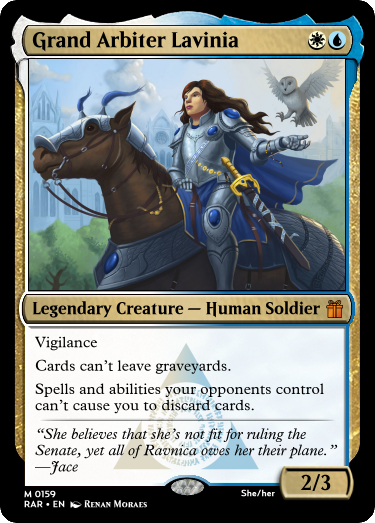 Grand Arbiter Lavinia
Legendary Creature — Human Soldier
Vigilance
Cards can't leave graveyards.
Spells and abilities your opponents control
can't cause you to discard cards.
“She believes that she's not fit for ruling the
Senate, yet all of Ravnica owes her their plane.”
—Jace
2/3
M 0159
RAR • EN Renan Moraes
She/her